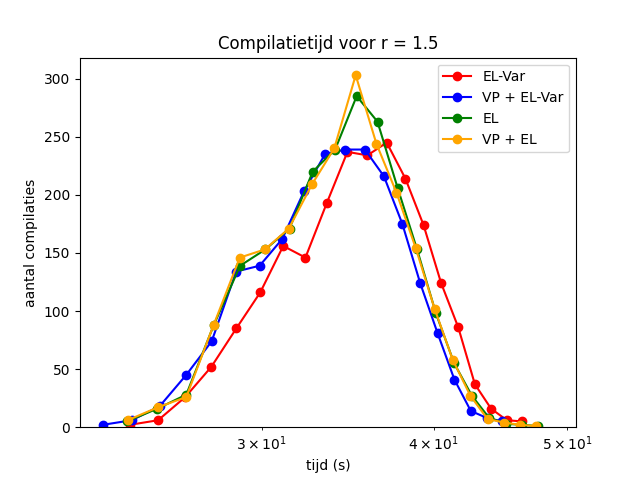 Compilatietijd voor r = 1.5
EL-Var
VP + EL-Var
EL
VP + EL
aantal compilaties
300
250
200
150
100
50
0
3 × 10¹
4 × 10¹
5 × 10¹
tijd (s)